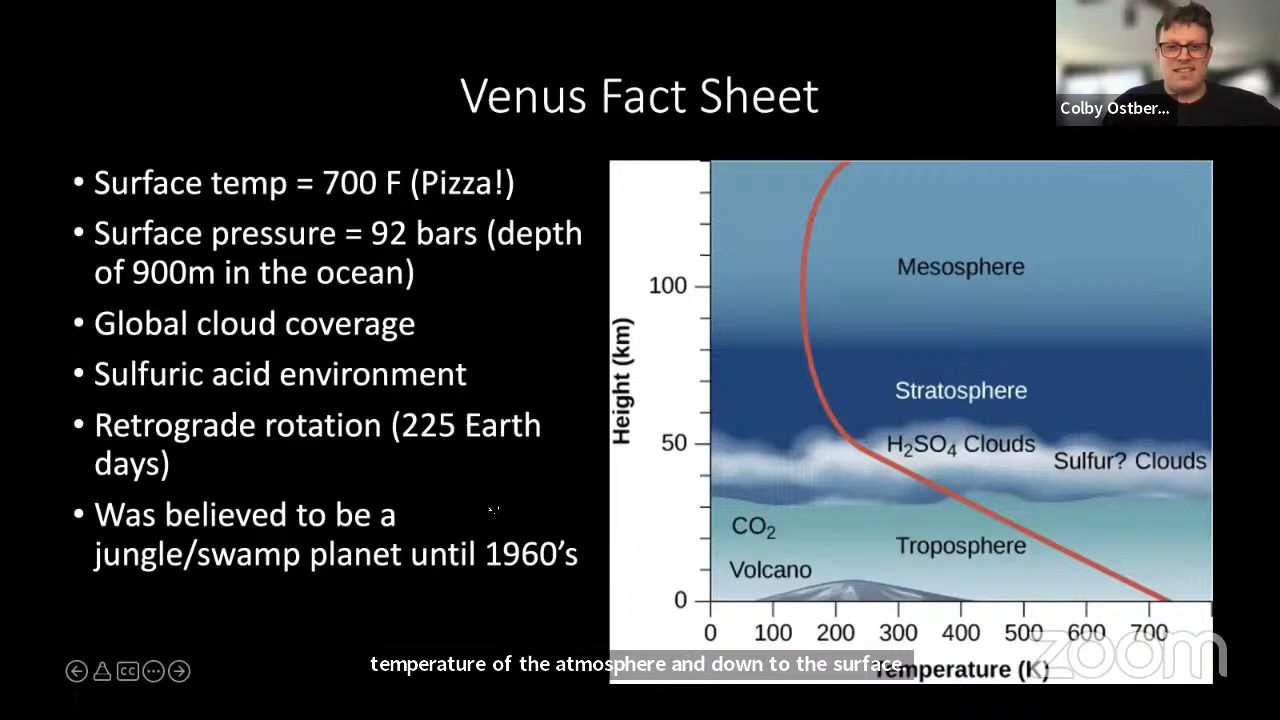 Venus Fact Sheet
Colby Ostber...
• Surface temp = 700 F (Pizza!)
• Surface pressure = 92 bars (depth
of 900m in the ocean)
• Global cloud coverage
• Sulfuric acid environment
• Retrograde rotation (225 Earth
days)
• Was believed to be a
jungle/swamp planet until 1960’s
Height (km)
100
50
0
Mesosphere
Stratosphere
H₂SO₄ Clouds
Sulfur? Clouds
CO₂
Troposphere
Volcano
0 100 200 300 400 500 600 700
Temperature (K)
temperature of the atmosphere and down to the surface.
CC
zoom